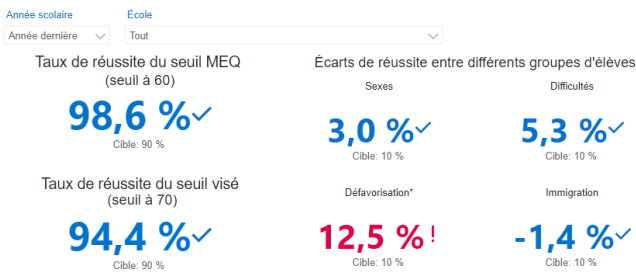 Année scolaire
École
Année dernière
Tout
Taux de réussite du seuil MEQ
(seuil à 60)
98,6 %
Cible: 90 %
Taux de réussite du seuil visé
(seuil à 70)
94,4 %
Cible: 90 %
Écarts de réussite entre différents groupes d'élèves
Sexes
3,0 %
Cible: 10 %
Difficultés
5,3 %
Cible: 10 %
Défavorisation*
12,5 % !
Cible: 10 %
Immigration
-1,4 %
Cible: 10 %